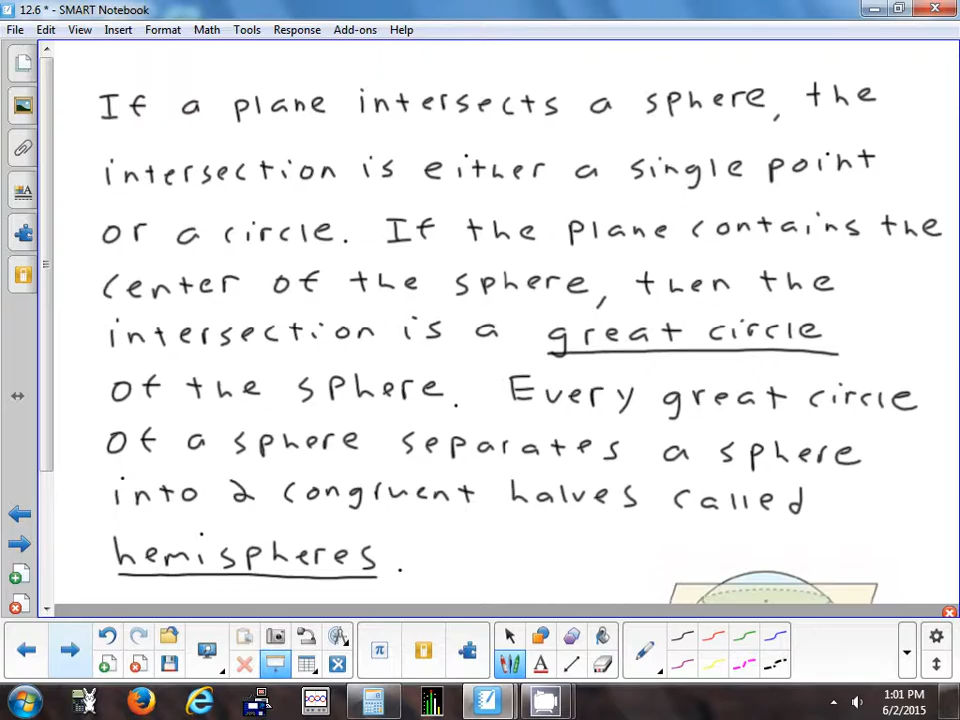 12.6 * - SMART Notebook
File Edit View Insert Format Math Tools Response Add-ons Help
If a plane intersects a sphere, the
intersection is either a single point
or a circle. If the plane contains the
center of the sphere, then the
intersection is a great circle
of the sphere. Every great circle
of a sphere separates a sphere
into 2 congruent halves called
hemispheres.
1:01 PM
6/2/2015